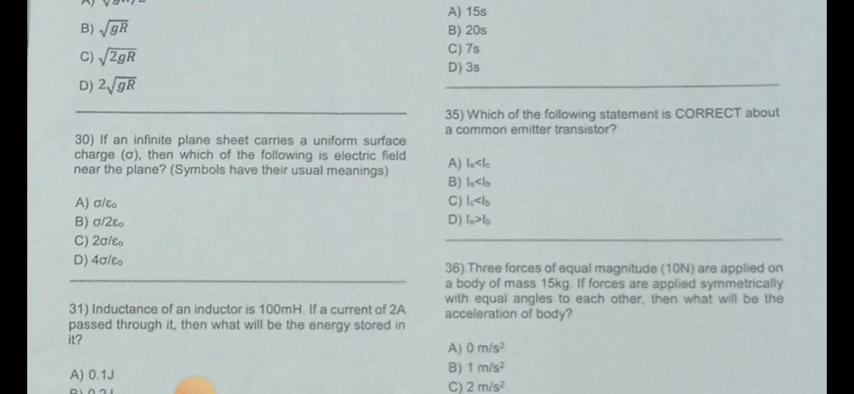 B) √gR
C) √2gR
D) 2√gR
30) If an infinite plane sheet carries a uniform surface
charge (σ), then which of the following is electric field
near the plane? (Symbols have their usual meanings)
A) σ/ε₀
B) σ/2ε₀
C) 2σ/ε₀
D) 4σ/ε₀
31) Inductance of an inductor is 100mH. If a current of 2A
passed through it, then what will be the energy stored in
it?
A) 0.1J
A) 15s
B) 20s
C) 7s
D) 3s
35) Which of the following statement is CORRECT about
a common emitter transistor?
A) Iₑ<I꜀
B) Iₑ<I_b
C) I꜀<I_b
D) Iₑ>I_b
36) Three forces of equal magnitude (10N) are applied on
a body of mass 15kg. If forces are applied symmetrically
with equal angles to each other, then what will be the
acceleration of body?
A) 0 m/s²
B) 1 m/s²
C) 2 m/s²